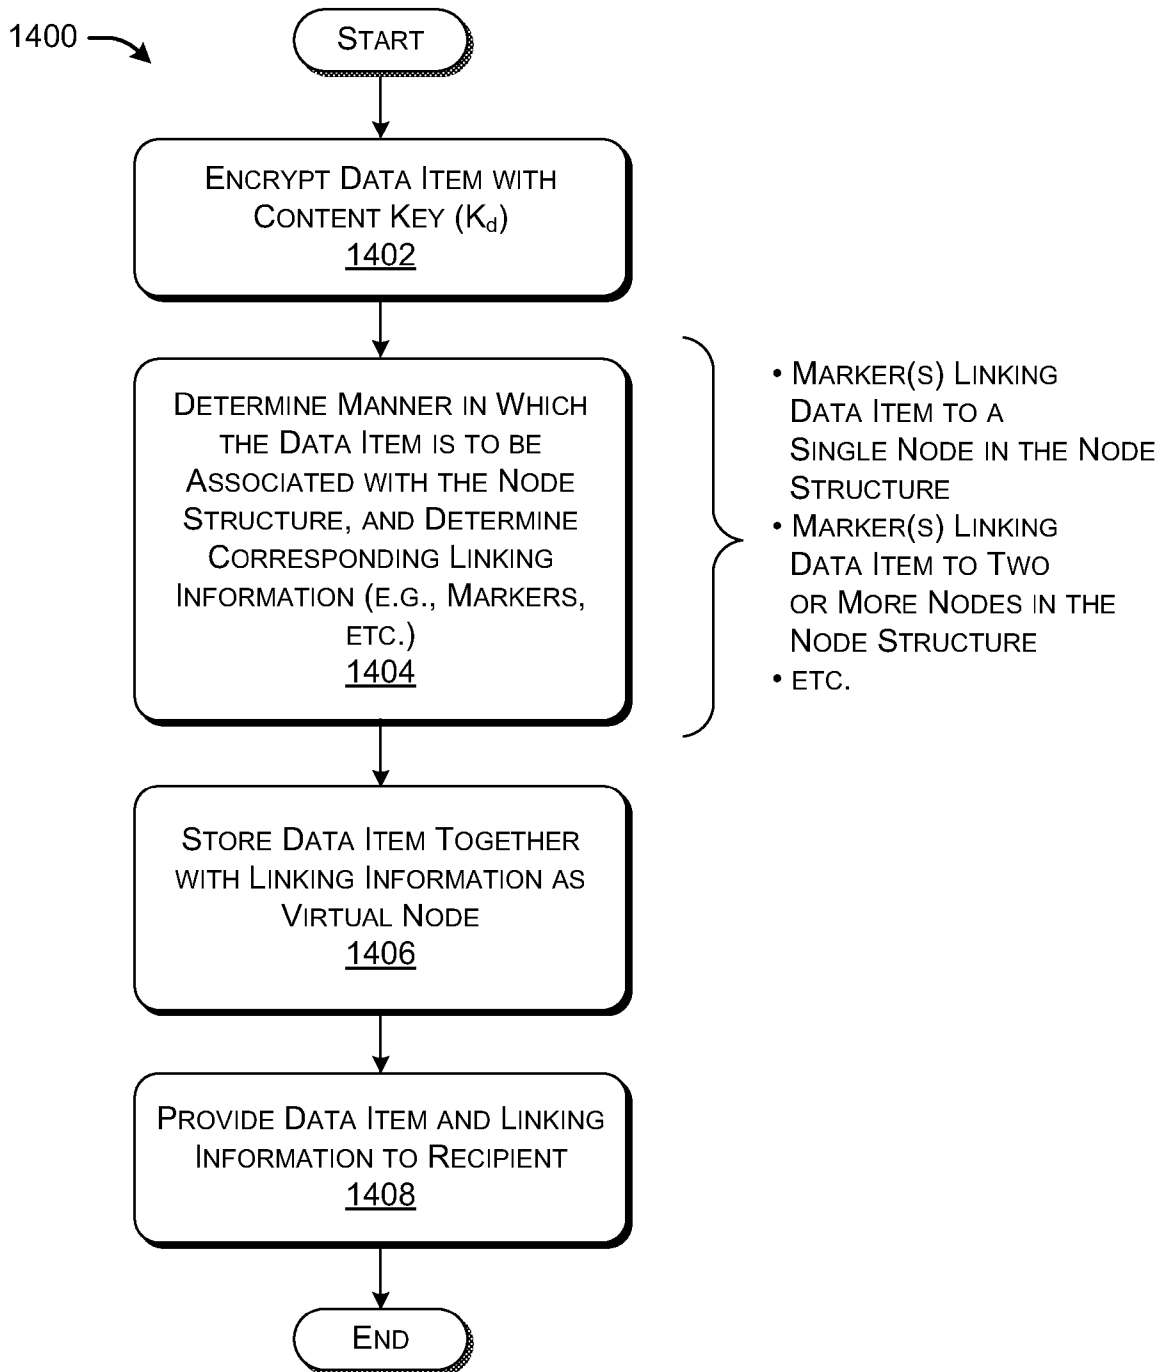 1400
START
ENCRYPT DATA ITEM WITH
CONTENT KEY (Kd)
1402
DETERMINE MANNER IN WHICH
THE DATA ITEM IS TO BE
ASSOCIATED WITH THE NODE
STRUCTURE, AND DETERMINE
CORRESPONDING LINKING
INFORMATION (E.G., MARKERS,
ETC.)
1404
• MARKER(S) LINKING
DATA ITEM TO A
SINGLE NODE IN THE NODE
STRUCTURE
• MARKER(S) LINKING
DATA ITEM TO TWO
OR MORE NODES IN THE
NODE STRUCTURE
• ETC.
STORE DATA ITEM TOGETHER
WITH LINKING INFORMATION AS
VIRTUAL NODE
1406
PROVIDE DATA ITEM AND LINKING
INFORMATION TO RECIPIENT
1408
END